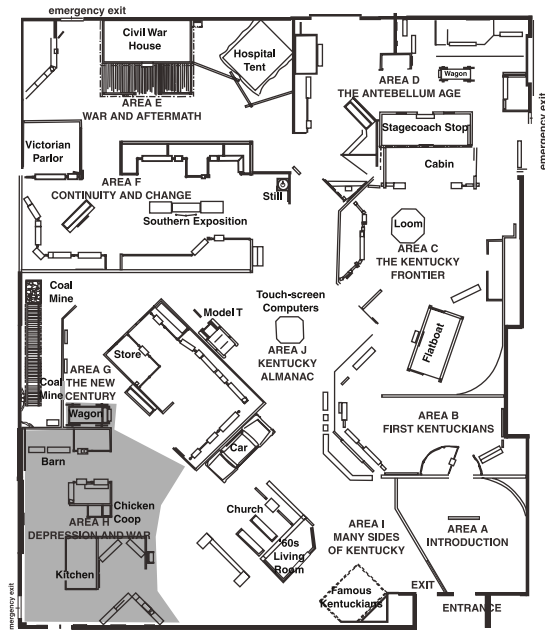 emergency exit
Civil War
House
Hospital
Tent
AREA E
WAR AND AFTERMATH
AREA D
THE ANTEBELLUM AGE
Wagon
emergency exit
Stagecoach Stop
Cabin
Victorian
Parlor
AREA F
CONTINUITY AND CHANGE
Still
Southern Exposition
Loom
AREA C
THE KENTUCKY
FRONTIER
Flatboat
Coal
Mine
Touch-screen
Computers
Model T
AREA J
KENTUCKY
ALMANAC
Store
AREA G
THE NEW
CENTURY
Coal
Mine
Wagon
AREA B
FIRST KENTUCKIANS
Car
Barn
Chicken
Coop
AREA H
DEPRESSION AND WAR
Kitchen
Church
'60s
Living
Room
AREA I
MANY SIDES
OF KENTUCKY
AREA A
INTRODUCTION
Famous
Kentuckians
EXIT
ENTRANCE
mergency exit